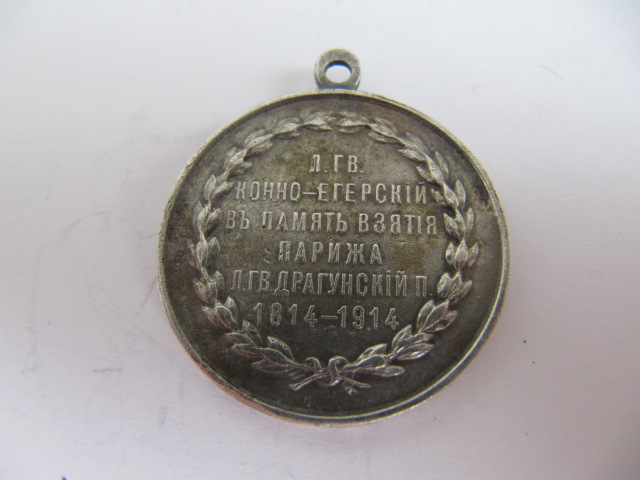 Л.ГВ.
КОННО-ЕГЕРСКІЙ
ВЪ ПАМЯТЬ ВЗЯТІЯ
ПАРИЖА
Л.ГВ.ДРАГУНСКІЙ П.
1814-1914